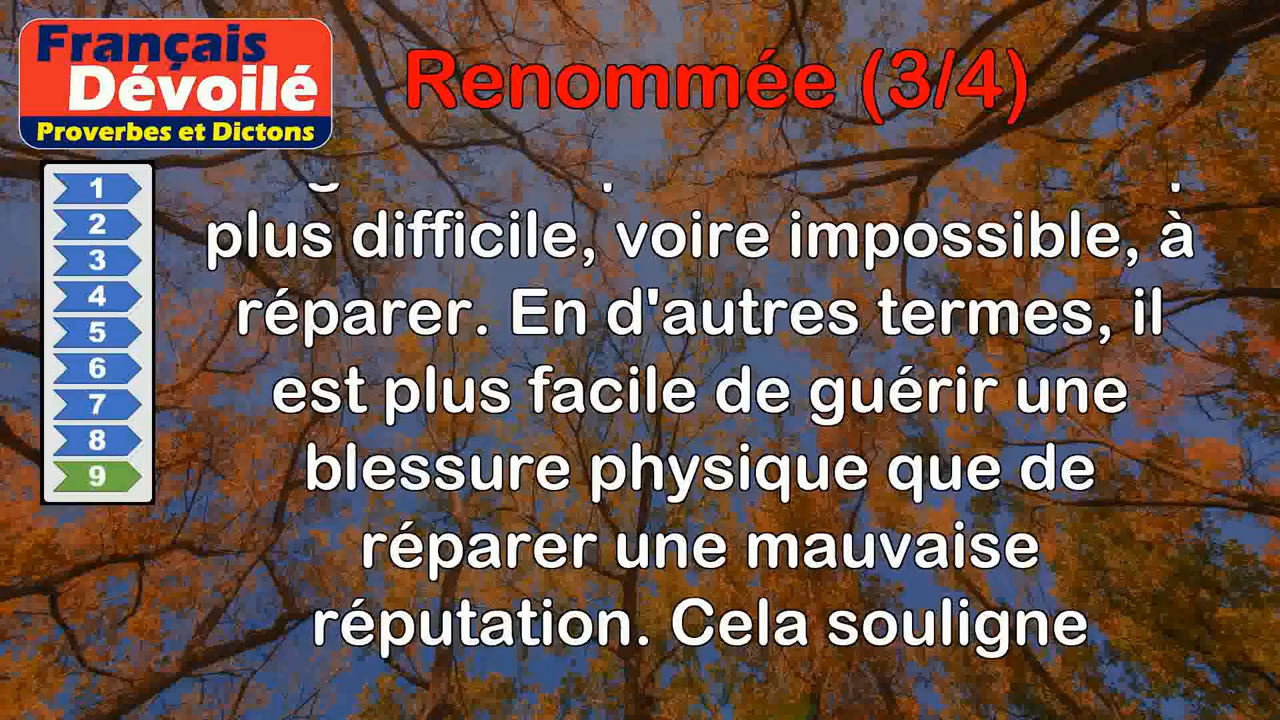 Français
Dévoilé
Proverbes et Dictons
Renommée (3/4)
1
2
3
4
5
6
7
8
9
plus difficile, voire impossible, à
réparer. En d'autres termes, il
est plus facile de guérir une
blessure physique que de
réparer une mauvaise
réputation. Cela souligne